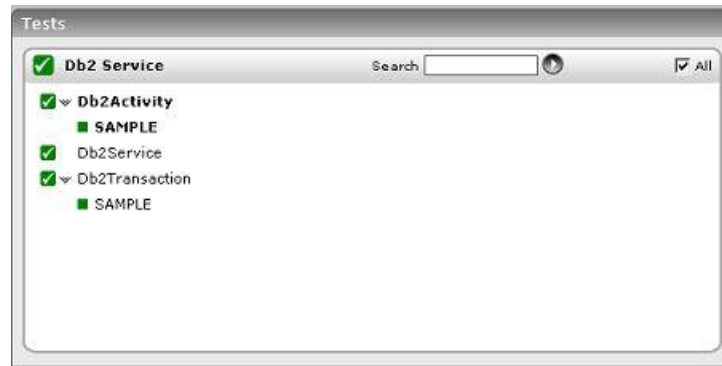 Tests
Db2 Service Search All
Db2Activity
SAMPLE
Db2Service
Db2Transaction
SAMPLE